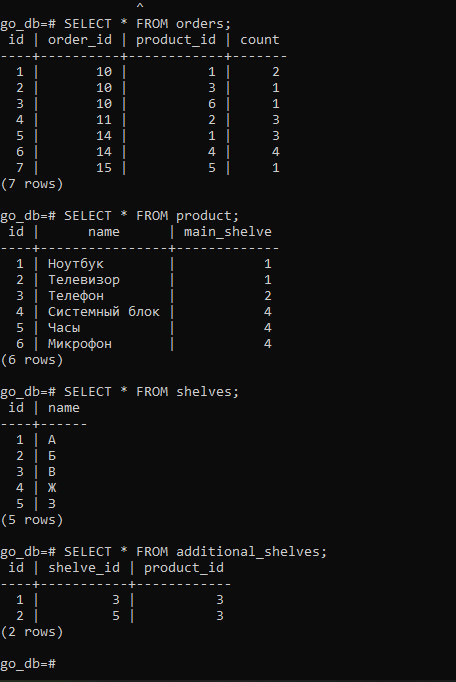 ^
go_db=# SELECT * FROM orders;
 id | order_id | product_id | count
----+----------+------------+-------
  1 |       10 |          1 |     2
  2 |       10 |          3 |     1
  3 |       10 |          6 |     1
  4 |       11 |          2 |     3
  5 |       14 |          1 |     3
  6 |       14 |          4 |     4
  7 |       15 |          5 |     1
(7 rows)
go_db=# SELECT * FROM product;
 id |      name      | main_shelve
----+----------------+-------------
  1 | Ноутбук        |           1
  2 | Телевизор      |           1
  3 | Телефон        |           2
  4 | Системный блок |           4
  5 | Часы           |           4
  6 | Микрофон       |           4
(6 rows)
go_db=# SELECT * FROM shelves;
 id | name
----+------
  1 | А
  2 | Б
  3 | В
  4 | Ж
  5 | З
(5 rows)
go_db=# SELECT * FROM additional_shelves;
 id | shelve_id | product_id
----+-----------+------------
  1 |         3 |          3
  2 |         5 |          3
(2 rows)
go_db=#